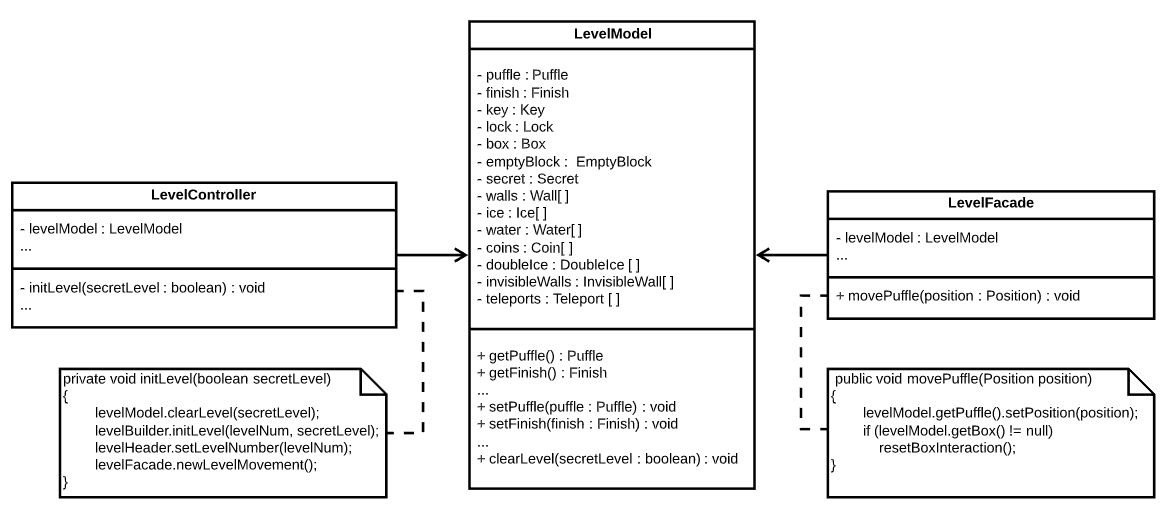 LevelModel
- puffle : Puffle
- finish : Finish
- key : Key
- lock : Lock
- box : Box
- emptyBlock :  EmptyBlock
- secret : Secret
- walls : Wall[ ]
- ice : Ice[ ]
- water : Water[ ]
- coins : Coin[ ]
- doubleIce : DoubleIce [ ]
- invisibleWalls : InvisibleWall[ ]
- teleports : Teleport [ ]
+ getPuffle() : Puffle
+ getFinish() : Finish
...
+ setPuffle(puffle : Puffle) : void
+ setFinish(finish : Finish) : void
...
+ clearLevel(secretLevel : boolean) : void
LevelController
- levelModel : LevelModel
...
- initLevel(secretLevel : boolean) : void
...
private void initLevel(boolean secretLevel)
{
levelModel.clearLevel(secretLevel);
levelBuilder.initLevel(levelNum, secretLevel);
levelHeader.setLevelNumber(levelNum);
levelFacade.newLevelMovement();
}
LevelFacade
- levelModel : LevelModel
...
+ movePuffle(position : Position) : void
public void movePuffle(Position position)
{
levelModel.getPuffle().setPosition(position);
if (levelModel.getBox() != null)
resetBoxInteraction();
}